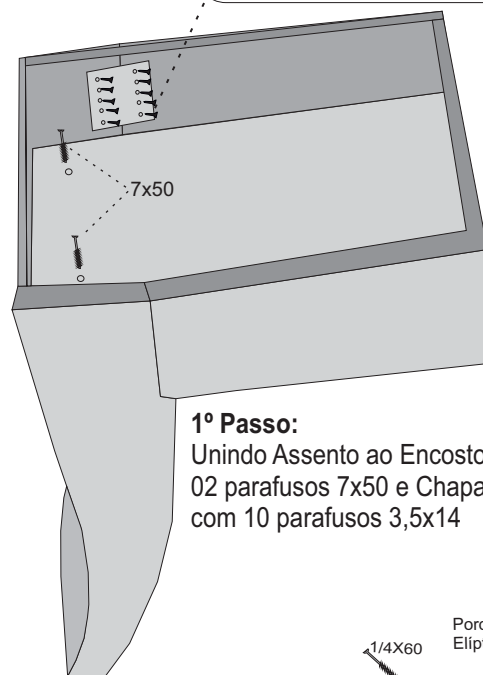 7x50
1º Passo:
Unindo Assento ao Encosto
02 parafusos 7x50 e Chapa
com 10 parafusos 3,5x14
1/4X60